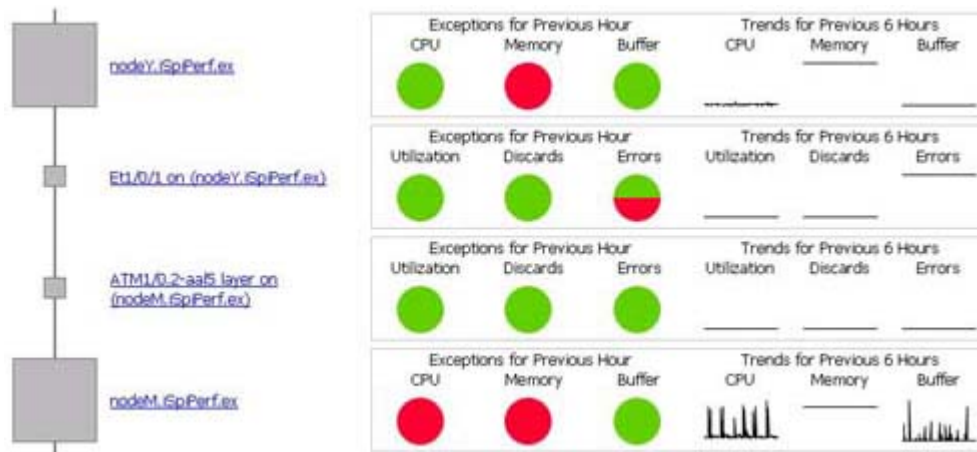 Exceptions for Previous Hour Trends for Previous 6 Hours
CPU Memory Buffer CPU Memory Buffer
nodeY.iSpiPerf.ex
Exceptions for Previous Hour Trends for Previous 6 Hours
Utilization Discards Errors Utilization Discards Errors
Et1/0/1 on (nodeY.iSpiPerf.ex)
Exceptions for Previous Hour Trends for Previous 6 Hours
Utilization Discards Errors Utilization Discards Errors
ATM1/0.2-aal5 layer on
(nodeM.iSpiPerf.ex)
Exceptions for Previous Hour Trends for Previous 6 Hours
CPU Memory Buffer CPU Memory Buffer
nodeM.iSpiPerf.ex